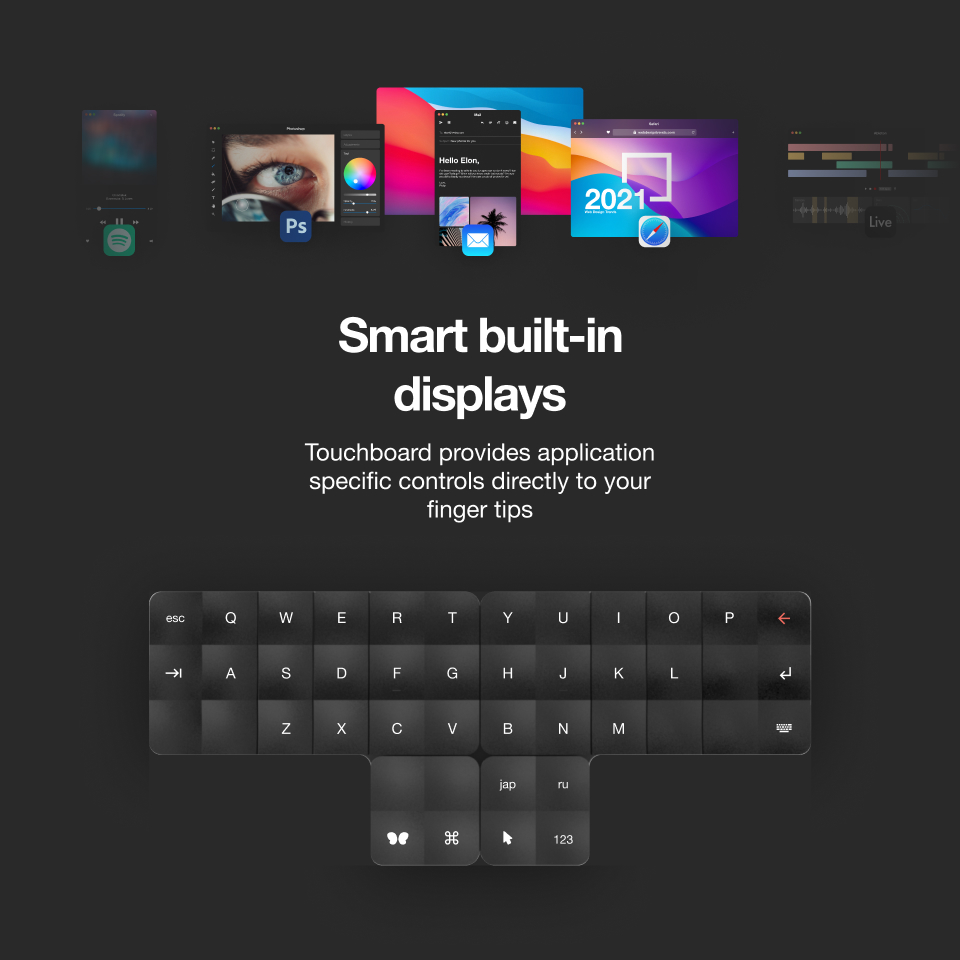 Photoshop
Mail
Safari
Hello Elon,
2021
Web Design Trends
Ps
Live
Smart built-in
displays
Touchboard provides application
specific controls directly to your
finger tips
esc Q W E R T Y U I O P
A S D F G H J K L
Z X C V B N M
jap ru
123